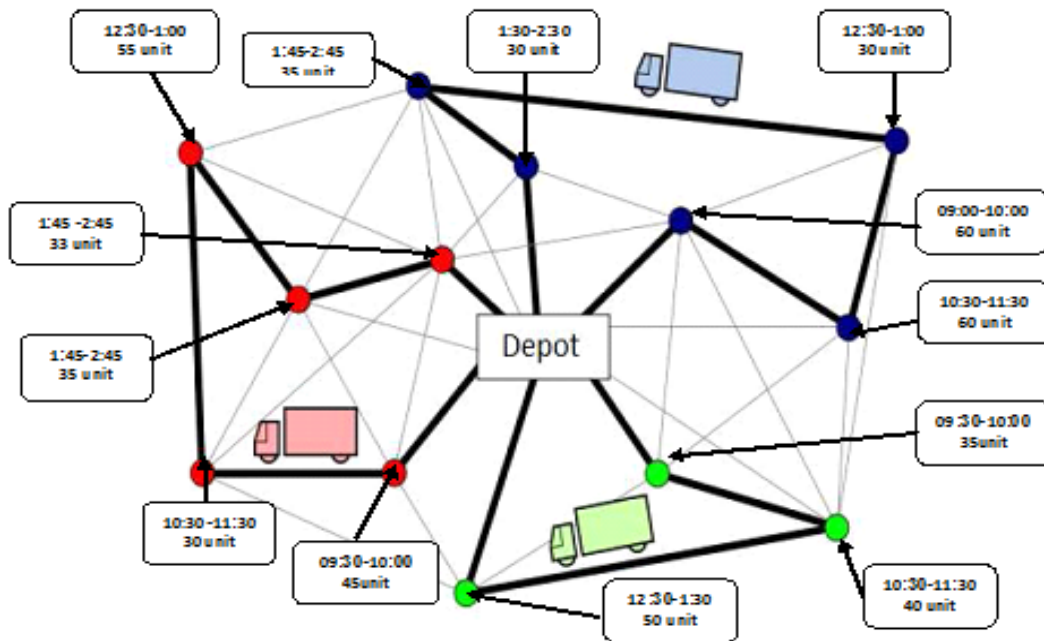 12:30-1:00
55 unit
1:45-2:45
35 unit
1:30-2:30
30 unit
12:30-1:00
30 unit
1:45 -2:45
33 unit
09:00-10:00
60 unit
1:45-2:45
35 unit
Depot
10:30-11:30
60 unit
09:30-10:00
35unit
10:30-11:30
30 unit
09:30-10:00
45unit
12:30-1:30
50 unit
10:30-11:30
40 unit